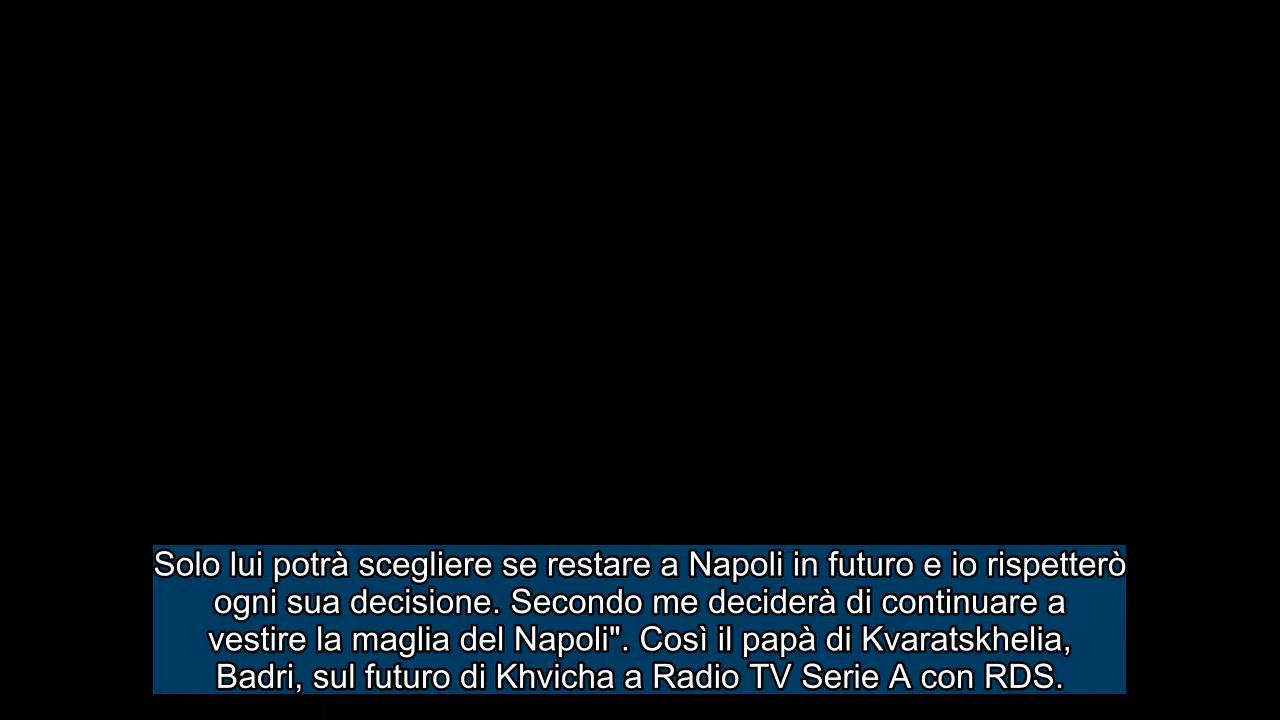 Solo lui potrà scegliere se restare a Napoli in futuro e io rispetterò
ogni sua decisione. Secondo me deciderà di continuare a
vestire la maglia del Napoli". Così il papà di Kvaratskhelia,
Badri, sul futuro di Khvicha a Radio TV Serie A con RDS.